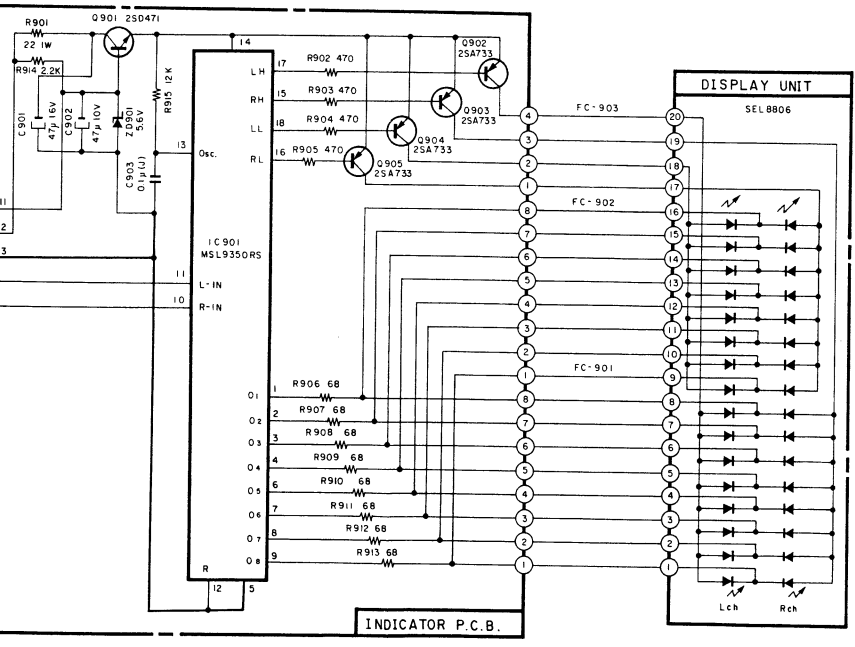 R901
22 1W
R914 2.2K
Q901 2SD471
C901
47μ 16V
C902
47μ 10V
ZD901
5.6V
R915 12K
C903
0.1μ(J)
11
2
3
14
17
LH
15
RH
18
LL
16
RL
13
Osc.
IC901
MSL9350RS
11
L-IN
10
R-IN
R902 470
R903 470
R904 470
R905 470
Q902
2SA733
Q903
2SA733
Q904
2SA733
Q905
2SA733
O1
1
R906 68
O2
2
R907 68
O3
3
R908 68
O4
4
R909 68
O5
6
R910 68
O6
7
R911 68
O7
8
R912 68
O8
9
R913 68
R
12
5
4
3
2
1
8
7
6
5
4
3
2
1
8
7
6
5
4
3
2
1
FC-903
FC-902
FC-901
INDICATOR P.C.B.
DISPLAY UNIT
SEL8806
20
19
18
17
16
15
14
13
12
11
10
9
8
7
6
5
4
3
2
1
Lch
Rch